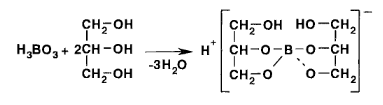 CH₂-OH
H₃BO₃ + 2CH-OH
CH₂-OH
-3H₂O
H⁺
CH₂-OH HO-CH₂
CH-O-B-O-CH
CH₂-O O-CH₂
−